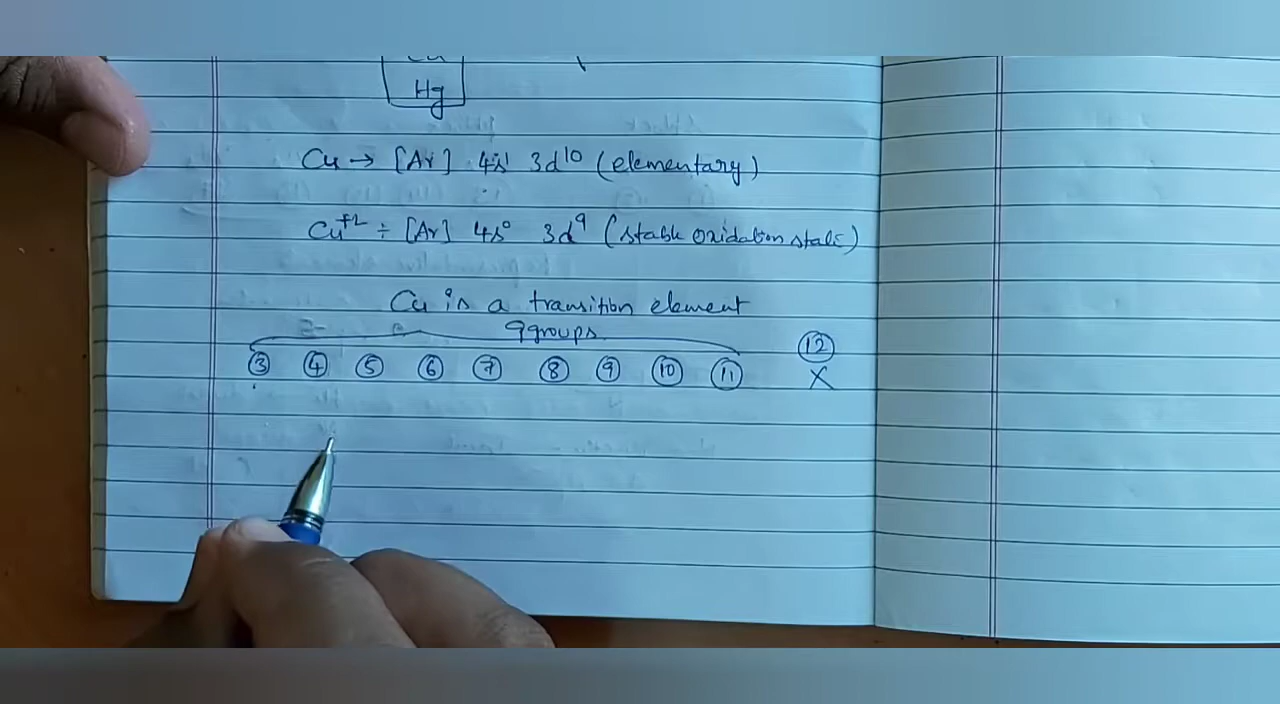 Hg
Cu → [Ar] 4s¹ 3d¹⁰ (elementary)
Cu⁺² ÷ [Ar] 4s⁰ 3d⁹ (stable oxidation state)
Cu is a transition element
9 groups
③ ④ ⑤ ⑥ ⑦ ⑧ ⑨ ⑩ ⑪ ⑫
X